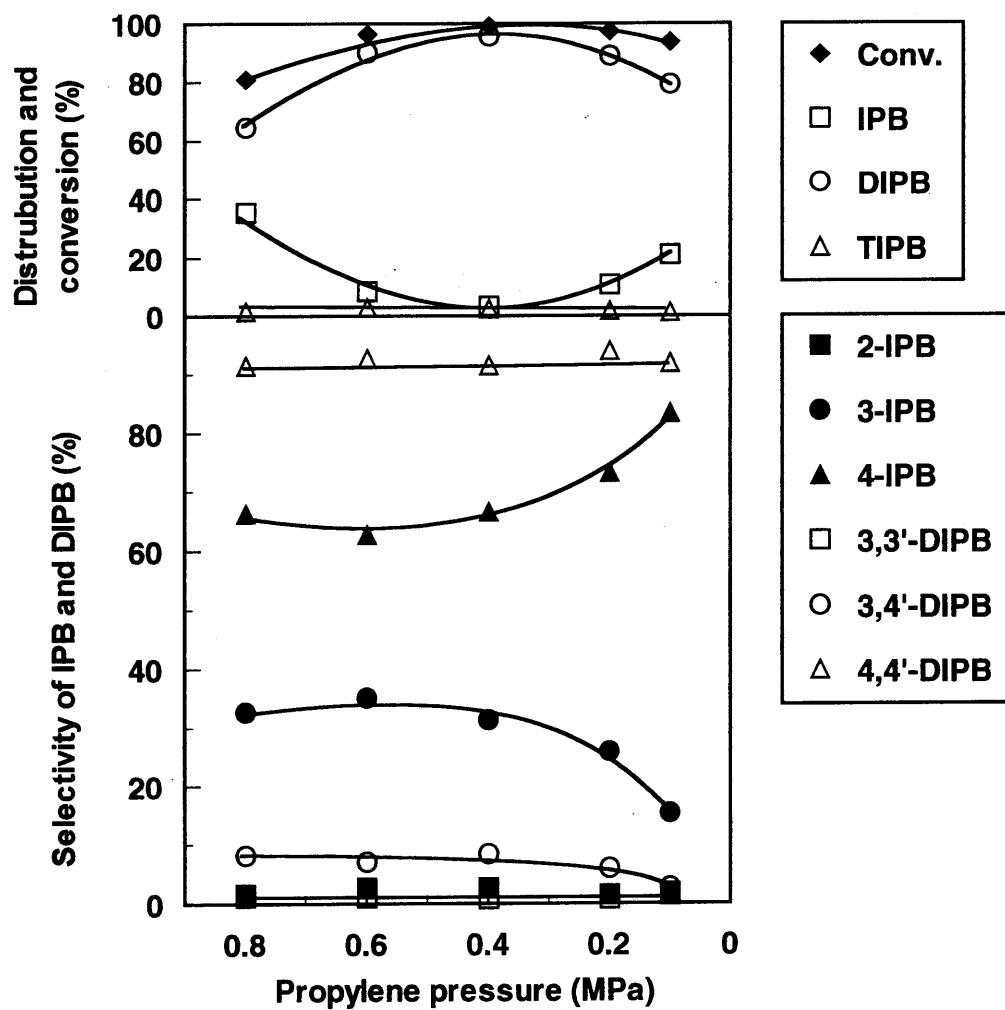 Distrubution and
conversion (%)
100
80
60
40
20
0
Conv.
IPB
DIPB
TIPB
Selectivity of IPB and DIPB (%)
80
60
40
20
0
2-IPB
3-IPB
4-IPB
3,3'-DIPB
3,4'-DIPB
4,4'-DIPB
0.8 0.6 0.4 0.2 0
Propylene pressure (MPa)